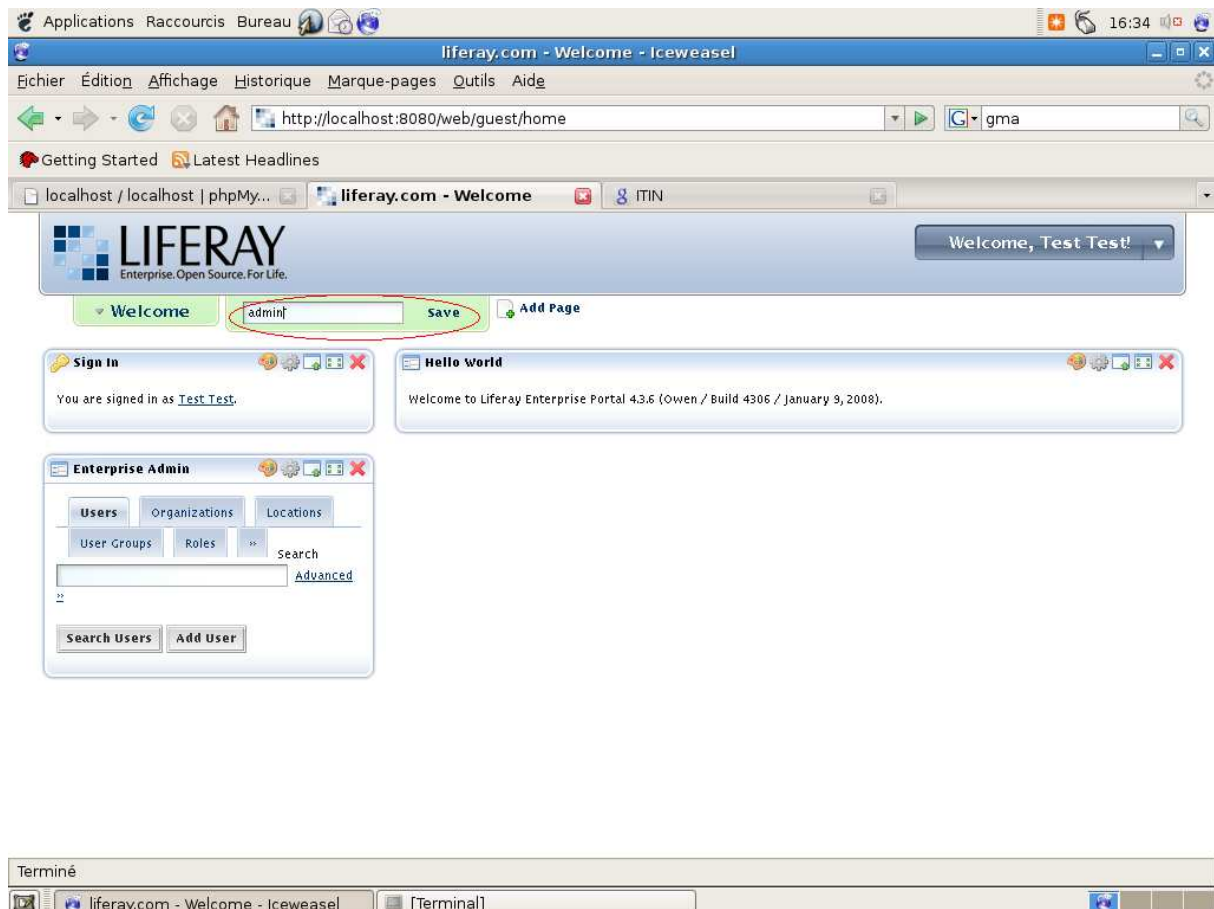 Applications Raccourcis Bureau
16:34
liferay.com - Welcome - Iceweasel
Fichier Édition Affichage Historique Marque-pages Outils Aide
http://localhost:8080/web/guest/home
G
gma
Getting Started Latest Headlines
localhost / localhost | phpMy...
liferay.com - Welcome
ITIN
LIFERAY
Enterprise. Open Source. For Life.
Welcome, Test Test!
Welcome
admin
Save
Add Page
Sign In
You are signed in as Test Test.
Hello World
Welcome to Liferay Enterprise Portal 4.3.6 (Owen / Build 4306 / January 9, 2008).
Enterprise Admin
Users Organizations Locations
User Groups Roles »
Search
Advanced
»
Search Users Add User
Terminé
liferay.com - Welcome - Iceweasel
[Terminal]